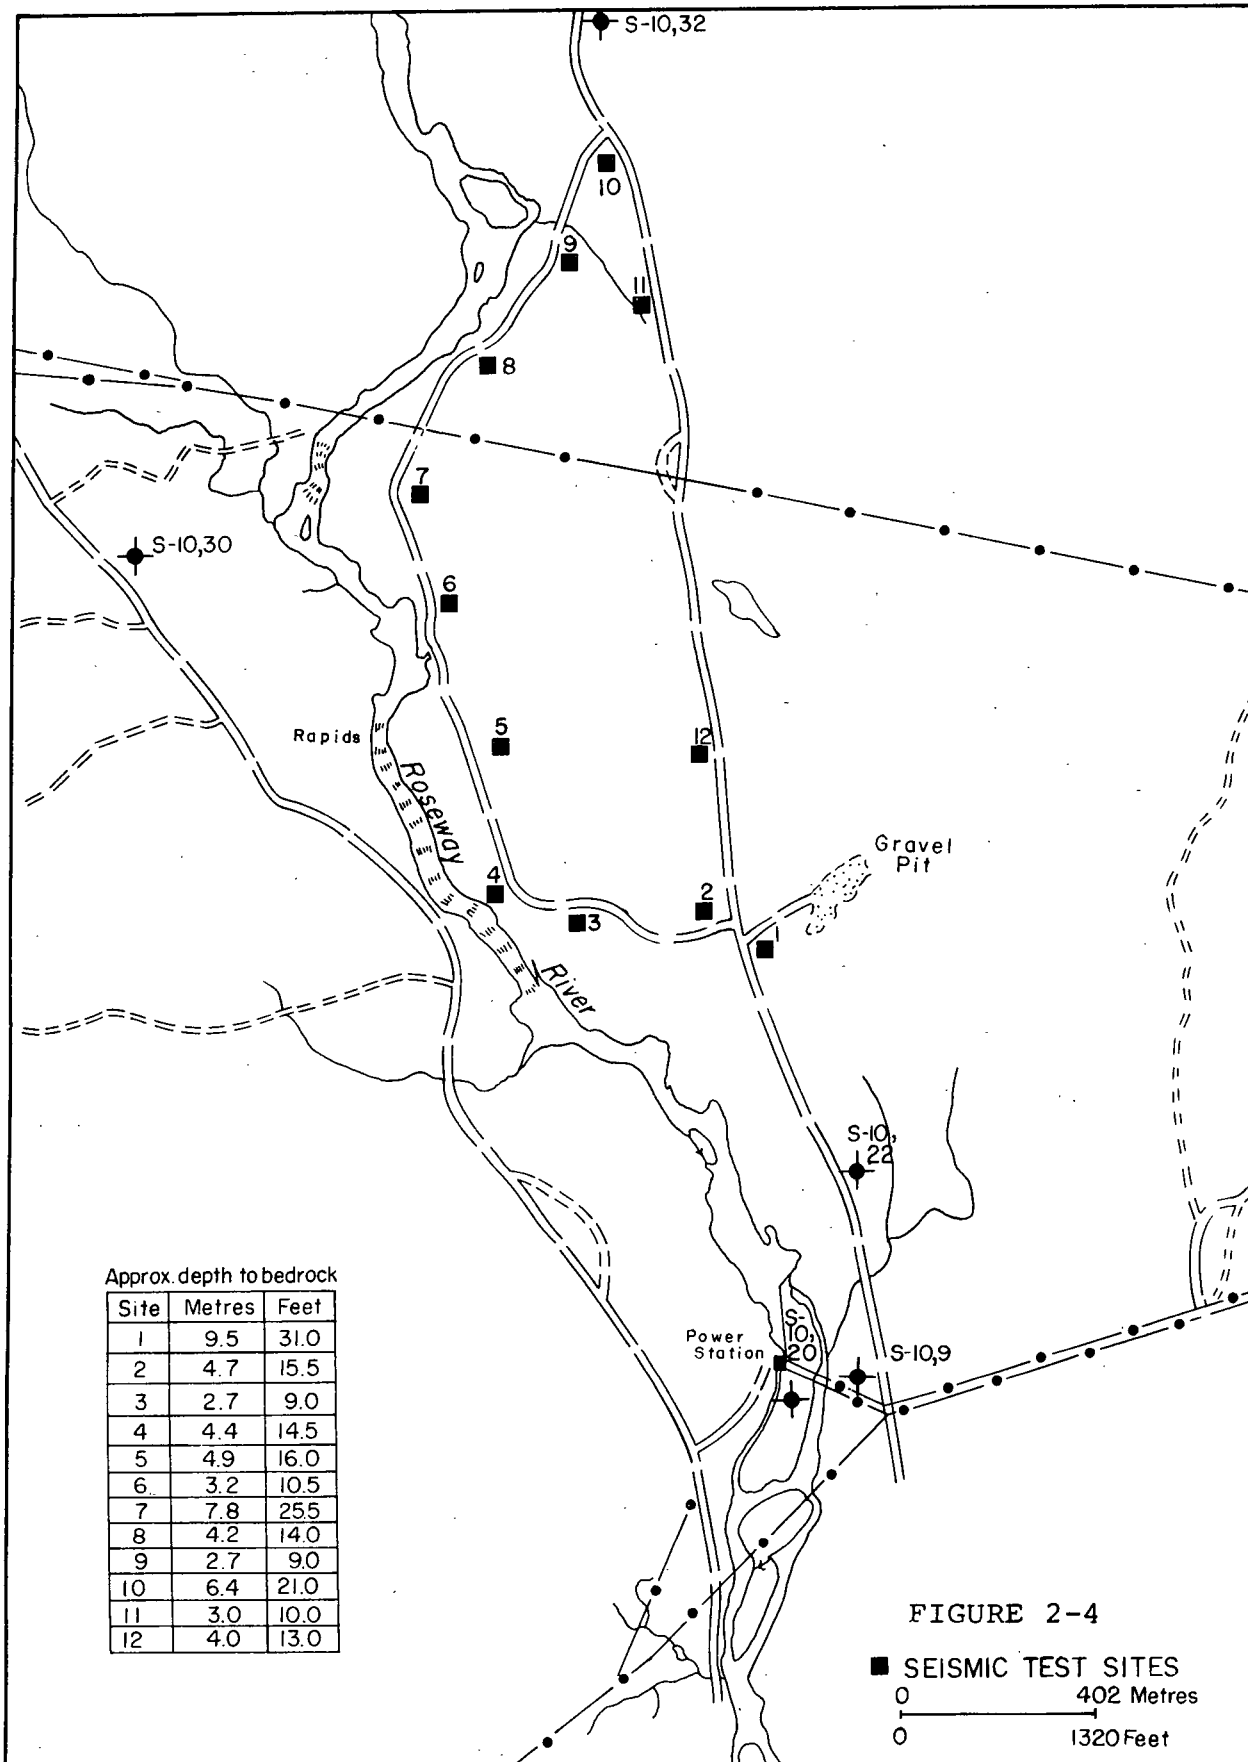 S-10,32
10
9
11
8
7
S-10,30
6
Rapids
5
12
Roseway
Gravel
Pit
4
2
3
1
River
S-10,
22
Approx. depth to bedrock
Site Metres Feet
1 9.5 31.0
2 4.7 15.5
3 2.7 9.0
4 4.4 14.5
5 4.9 16.0
6 3.2 10.5
7 7.8 25.5
8 4.2 14.0
9 2.7 9.0
10 6.4 21.0
11 3.0 10.0
12 4.0 13.0
S-
10,
20
Power
Station
S-10,9
FIGURE 2-4
SEISMIC TEST SITES
0 402 Metres
0 1320 Feet